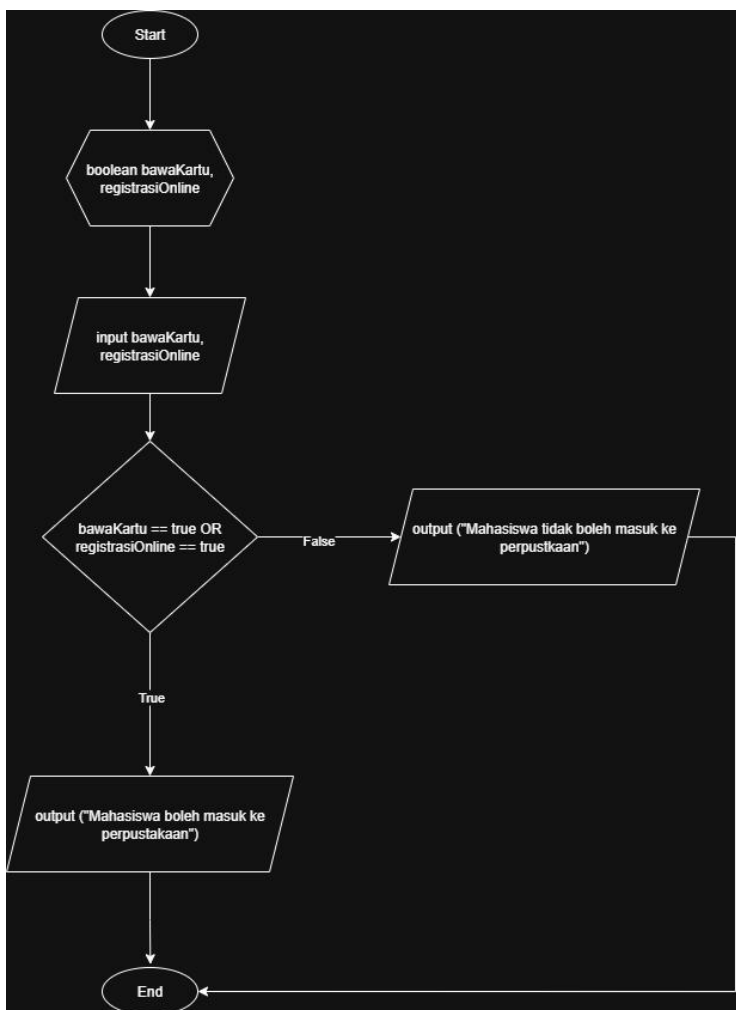 Start
boolean bawaKartu,
registrasiOnline
input bawaKartu,
registrasiOnline
bawaKartu == true OR
registrasiOnline == true
False
output ("Mahasiswa tidak boleh masuk ke
perpustkaan")
True
output ("Mahasiswa boleh masuk ke
perpustakaan")
End